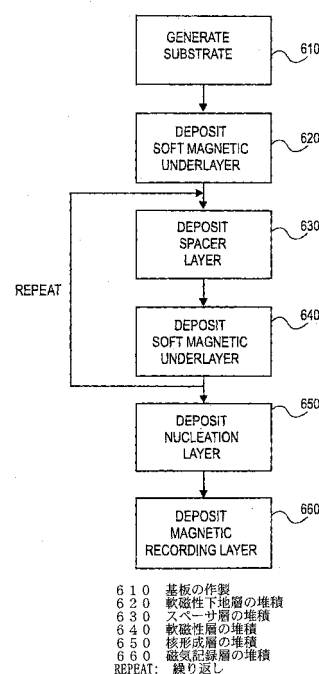 GENERATE
SUBSTRATE
610
DEPOSIT
SOFT MAGNETIC
UNDERLAYER
620
DEPOSIT
SPACER
LAYER
630
REPEAT
DEPOSIT
SOFT MAGNETIC
UNDERLAYER
640
DEPOSIT
NUCLEATION
LAYER
650
DEPOSIT
MAGNETIC
RECORDING LAYER
660
610 基板の作製
620 軟磁性下地層の堆積
630 スペーサ層の堆積
640 軟磁性層の堆積
650 核形成層の堆積
660 磁気記録層の堆積
REPEAT: 繰り返し